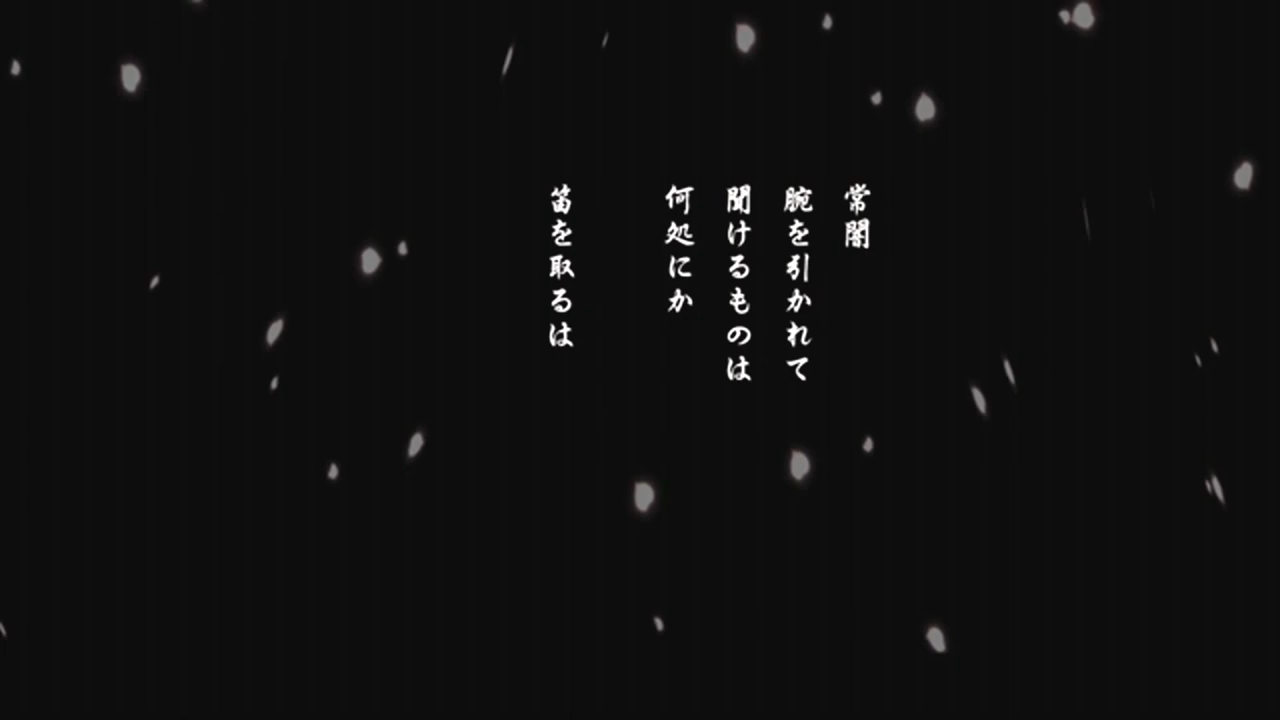 常闇
腕を引かれて
聞けるものは
何処にか
笛を取るは